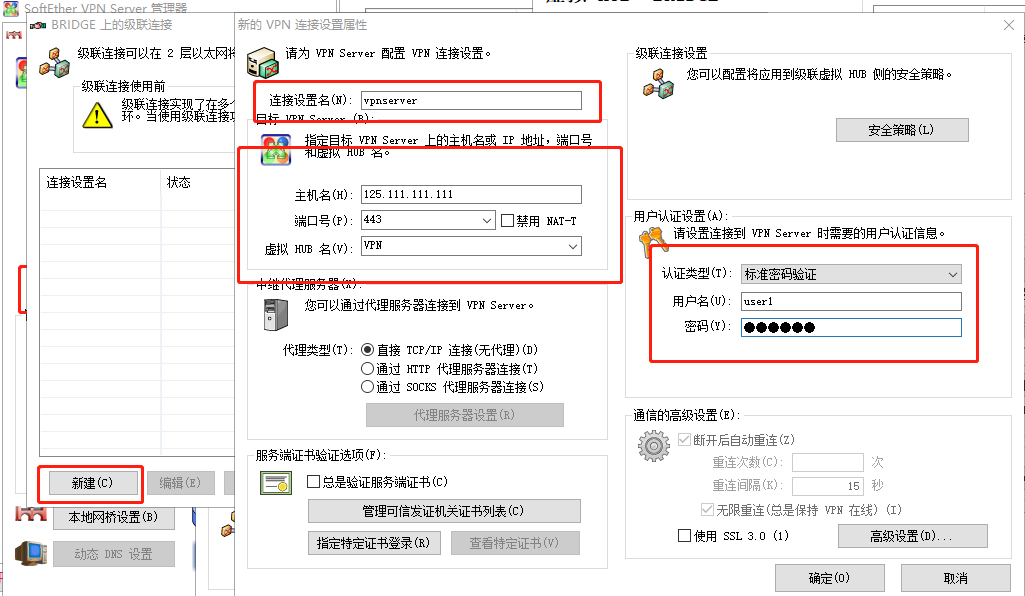 SoftEther VPN Server 管理器
BRIDGE 上的级联连接
级联连接可以在 2 层以太网将
级联连接使用前
级联连接实现了在多个
环。当使用级联连接功
连接设置名
状态
新建(C)
编辑(E)
本地网桥设置(B)
动态 DNS 设置
新的 VPN 连接设置属性
请为 VPN Server 配置 VPN 连接设置。
连接设置名(N):
vpnserver
目标 VPN Server (B):
指定目标 VPN Server 上的主机名或 IP 地址，端口号
和虚拟 HUB 名。
主机名(H):
125.111.111.111
端口号(P):
443
禁用 NAT-T
虚拟 HUB 名(V):
VPN
中继代理服务器(X):
您可以通过代理服务器连接到 VPN Server。
代理类型(T):
直接 TCP/IP 连接(无代理)(D)
通过 HTTP 代理服务器连接(T)
通过 SOCKS 代理服务器连接(S)
代理服务器设置(R)
服务端证书验证选项(F):
总是验证服务端证书(C)
管理可信发证机关证书列表(C)
指定特定证书登录(R)
查看特定证书(V)
级联连接设置
您可以配置将应用到级联虚拟 HUB 侧的安全策略。
安全策略(L)
用户认证设置(A):
请设置连接到 VPN Server 时需要的用户认证信息。
认证类型(T):
标准密码验证
用户名(U):
user1
密码(Y):
●●●●●●
通信的高级设置(E):
断开后自动重连(Z)
重连次数(C):
次
重连间隔(K):
15
秒
无限重连(总是保持 VPN 在线) (I)
使用 SSL 3.0 (1)
高级设置(D)...
确定(O)
取消